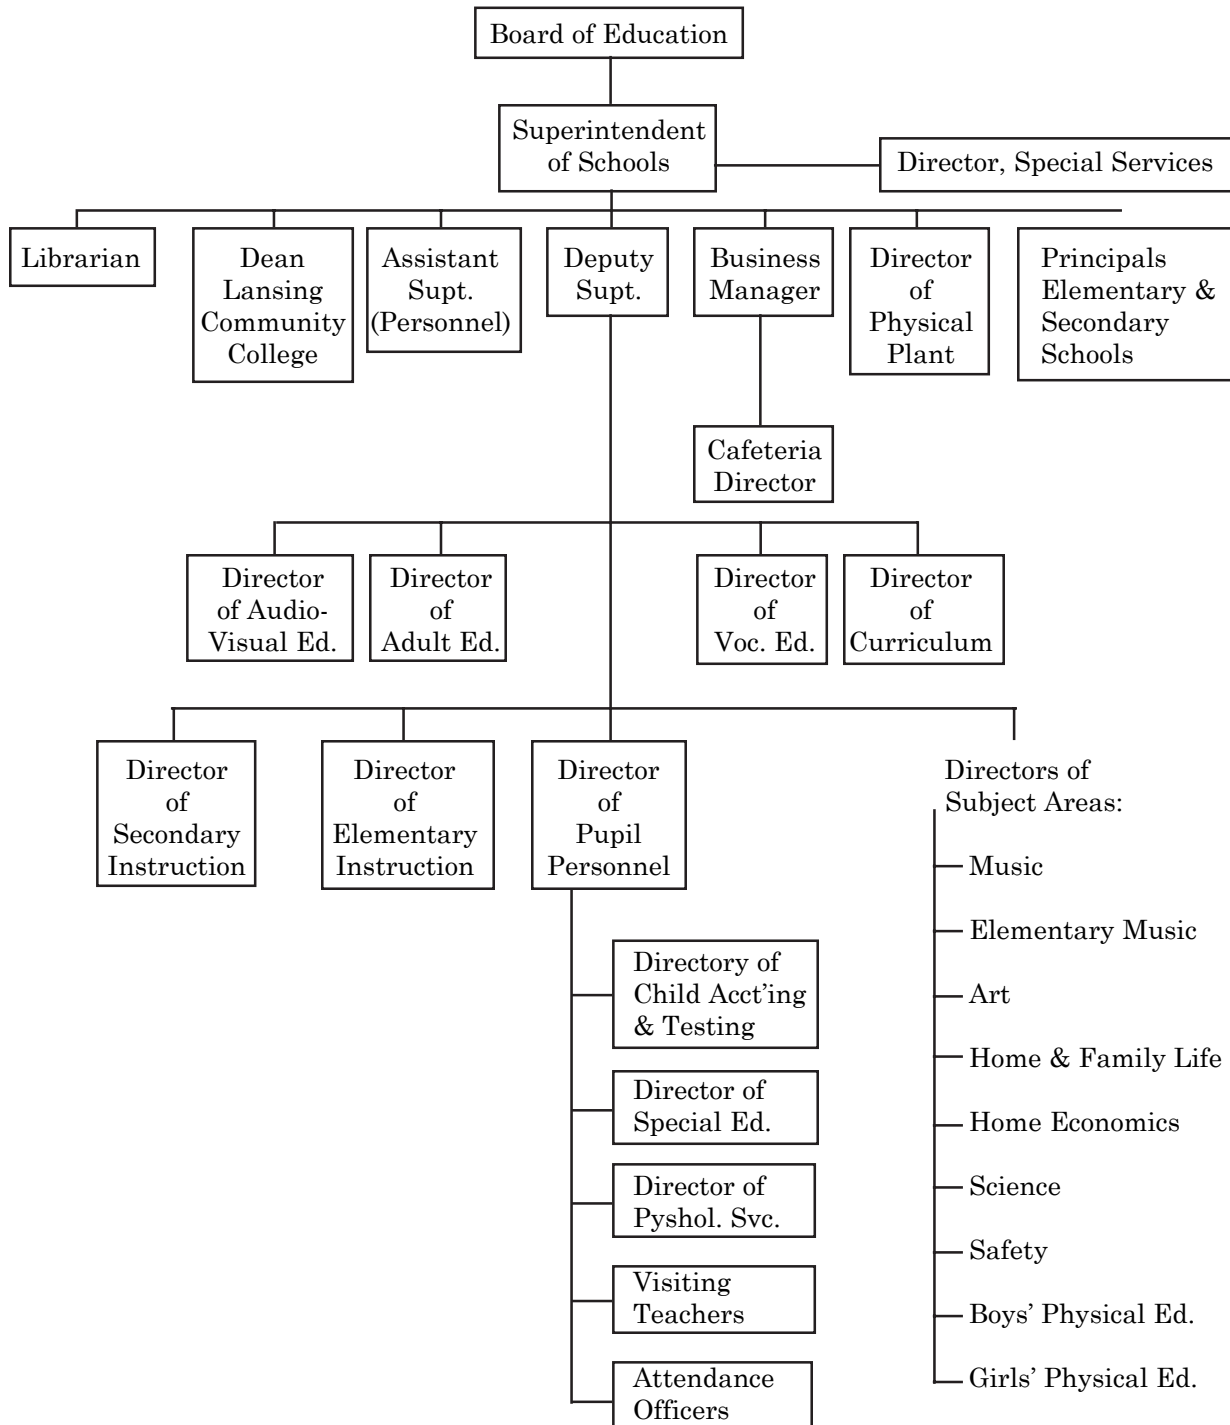 Board of Education
Superintendent
of Schools
Director, Special Services
Librarian
Dean
Lansing
Community
College
Assistant
Supt.
(Personnel)
Deputy
Supt.
Business
Manager
Director
of
Physical
Plant
Principals
Elementary &
Secondary
Schools
Cafeteria
Director
Director
of Audio-
Visual Ed.
Director
of
Adult Ed.
Director
of
Voc. Ed.
Director
of
Curriculum
Director
of
Secondary
Instruction
Director
of
Elementary
Instruction
Director
of
Pupil
Personnel
Directory of
Child Acct'ing
& Testing
Director of
Special Ed.
Director of
Pyshol. Svc.
Visiting
Teachers
Attendance
Officers
Directors of
Subject Areas:
Music
Elementary Music
Art
Home & Family Life
Home Economics
Science
Safety
Boys' Physical Ed.
Girls' Physical Ed.